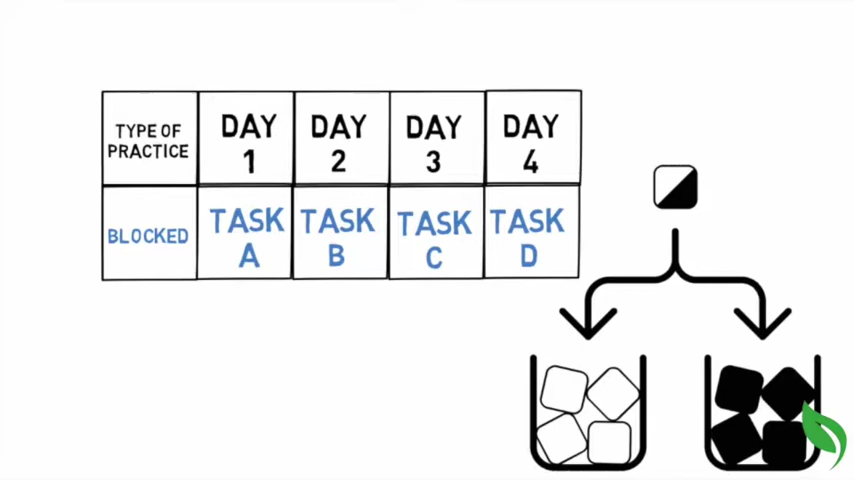 TYPE OF
PRACTICE
DAY
1
DAY
2
DAY
3
DAY
4
BLOCKED
TASK
A
TASK
B
TASK
C
TASK
D